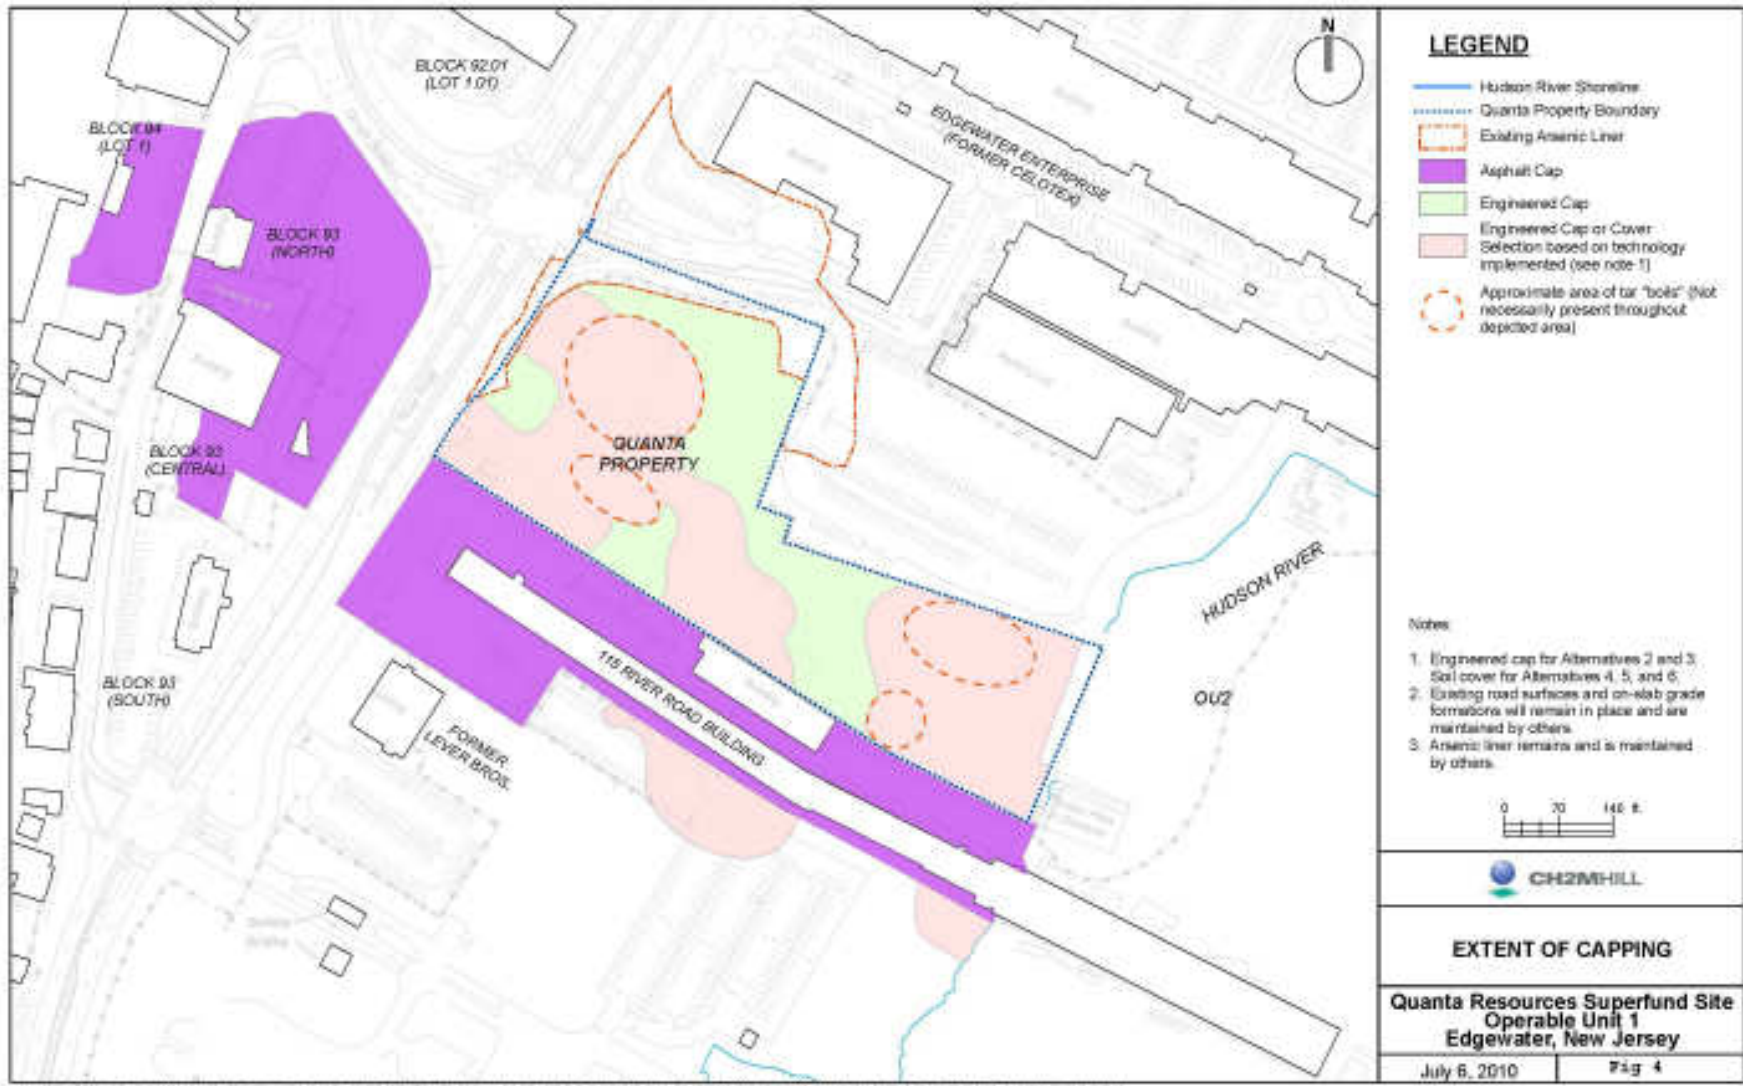 BLOCK 92.01
(LOT 1.01)
N
BLOCK 94
(LOT 1)
EDGEWATER ENTERPRISE
(FORMER CELOTEX)
BLOCK 93
(NORTH)
QUANTA
PROPERTY
BLOCK 93
(CENTRAL)
HUDSON RIVER
115 RIVER ROAD BUILDING
BLOCK 93
(SOUTH)
OU2
FORMER
LEVER BROS.
LEGEND
Hudson River Shoreline
Quanta Property Boundary
Existing Arsenic Liner
Asphalt Cap
Engineered Cap
Engineered Cap or Cover
Selection based on technology
implemented (see note 1)
Approximate area of tar "boils" (Not
necessarily present throughout
depicted area)
Notes
1. Engineered cap for Alternatives 2 and 3.
Soil cover for Alternatives 4, 5, and 6.
2. Existing road surfaces and on-slab grade
formations will remain in place and are
maintained by others
3. Arsenic liner remains and is maintained
by others.
0 70 140 ft.
CH2MHILL
EXTENT OF CAPPING
Quanta Resources Superfund Site
Operable Unit 1
Edgewater, New Jersey
July 6, 2010
Fig 4